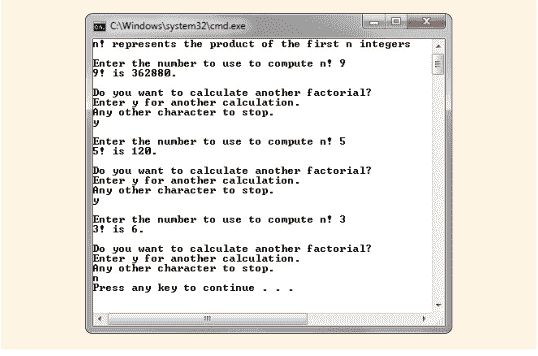 C:\Windows\system32\cmd.exe
n! represents the product of the first n integers
Enter the number to use to compute n! 9
9! is 362880.
Do you want to calculate another factorial?
Enter y for another calculation.
Any other character to stop.
y
Enter the number to use to compute n! 5
5! is 120.
Do you want to calculate another factorial?
Enter y for another calculation.
Any other character to stop.
y
Enter the number to use to compute n! 3
3! is 6.
Do you want to calculate another factorial?
Enter y for another calculation.
Any other character to stop.
n
Press any key to continue . . .